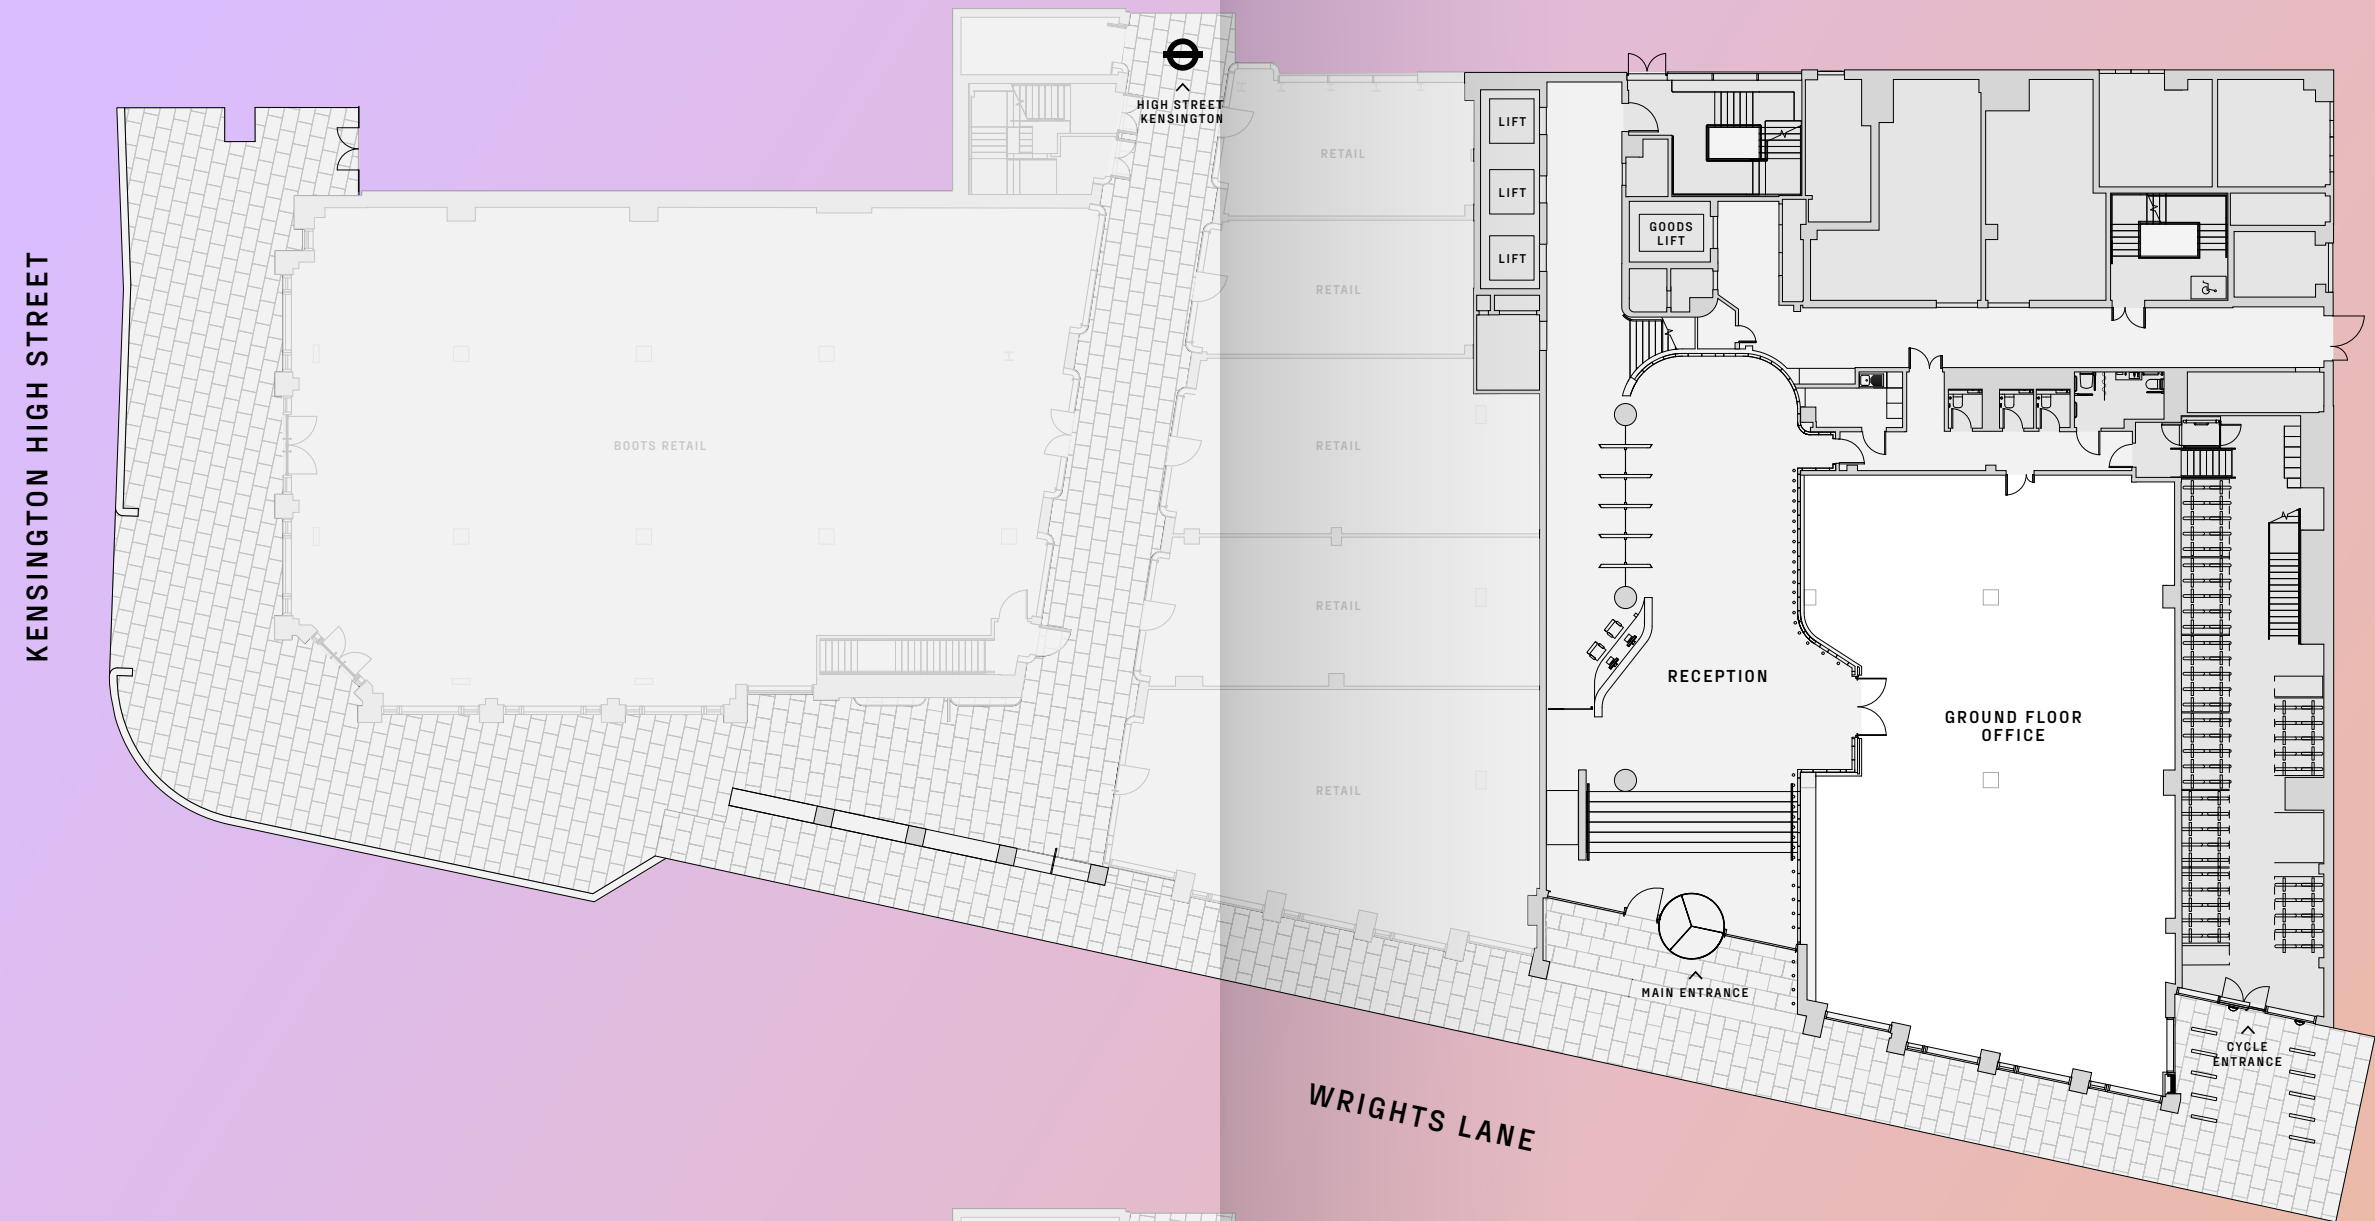 KENSINGTON HIGH STREET
HIGH STREET
KENSINGTON
RETAIL
LIFT
LIFT
LIFT
GOODS
LIFT
RETAIL
BOOTS RETAIL
RETAIL
RETAIL
RETAIL
RECEPTION
GROUND FLOOR
OFFICE
MAIN ENTRANCE
CYCLE
ENTRANCE
WRIGHTS LANE